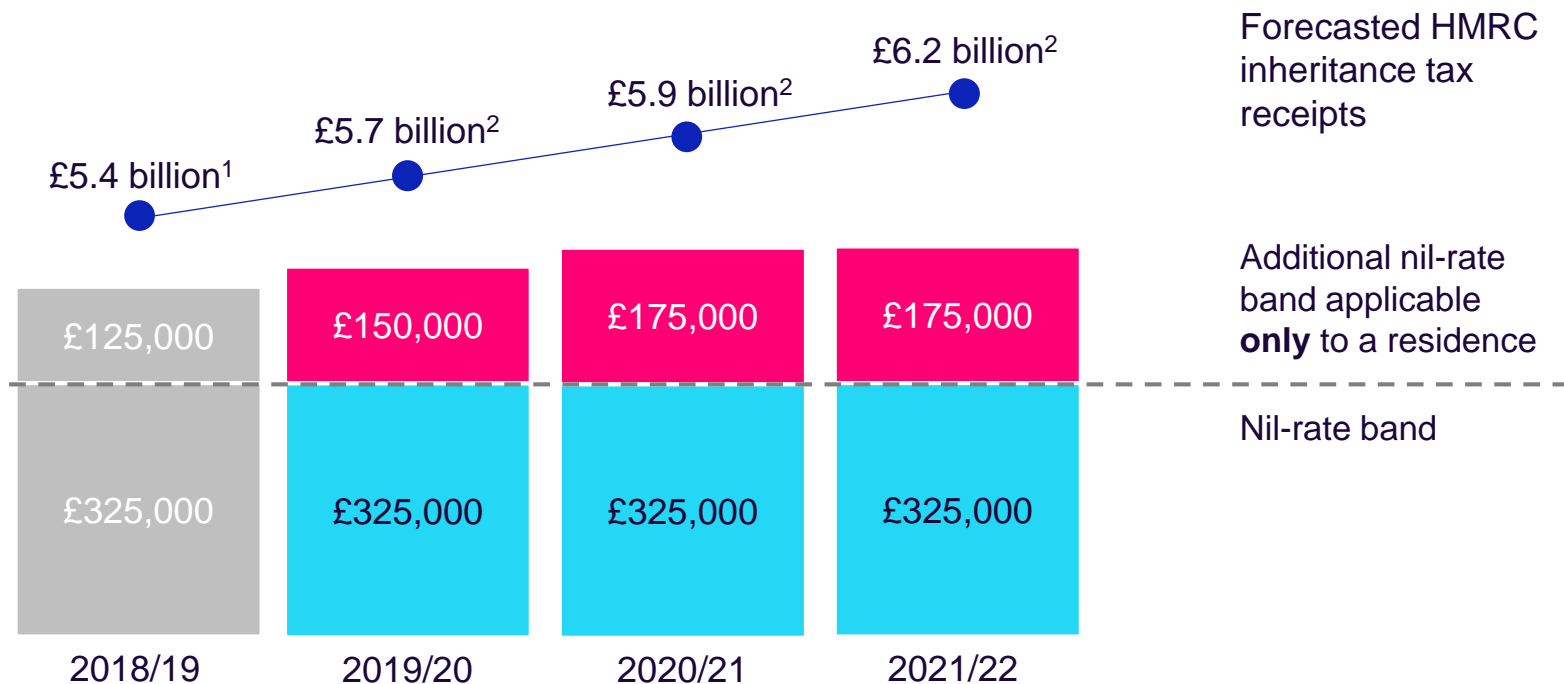 £5.4 billion¹
£5.7 billion²
£5.9 billion²
£6.2 billion²
Forecasted HMRC
inheritance tax
receipts
£125,000
£150,000
£175,000
£175,000
Additional nil-rate
band applicable
only to a residence
£325,000
£325,000
£325,000
£325,000
Nil-rate band
2018/19
2019/20
2020/21
2021/22